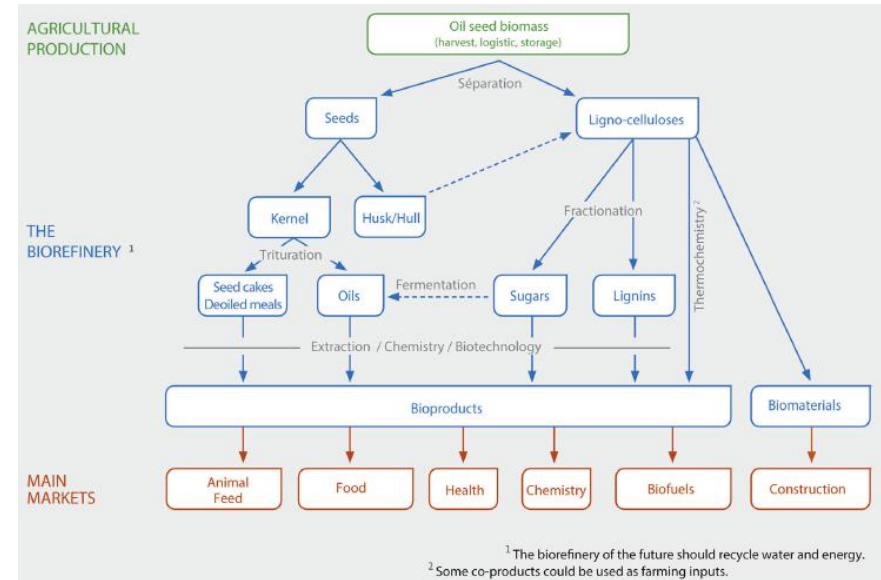 AGRICULTURAL
PRODUCTION
Oil seed biomass
(harvest, logistic, storage)
Séparation
Seeds
Ligno-celluloses
THE
BIOREFINERY 1
Kernel
Husk/Hull
Fractionation
Thermochemistry 2
Trituration
Seed cakes
Deoiled meals
Oils
Fermentation
Sugars
Lignins
Extraction / Chemistry / Biotechnology
Bioproducts
Biomaterials
MAIN
MARKETS
Animal
Feed
Food
Health
Chemistry
Biofuels
Construction
1 The biorefinery of the future should recycle water and energy.
2 Some co-products could be used as farming inputs.